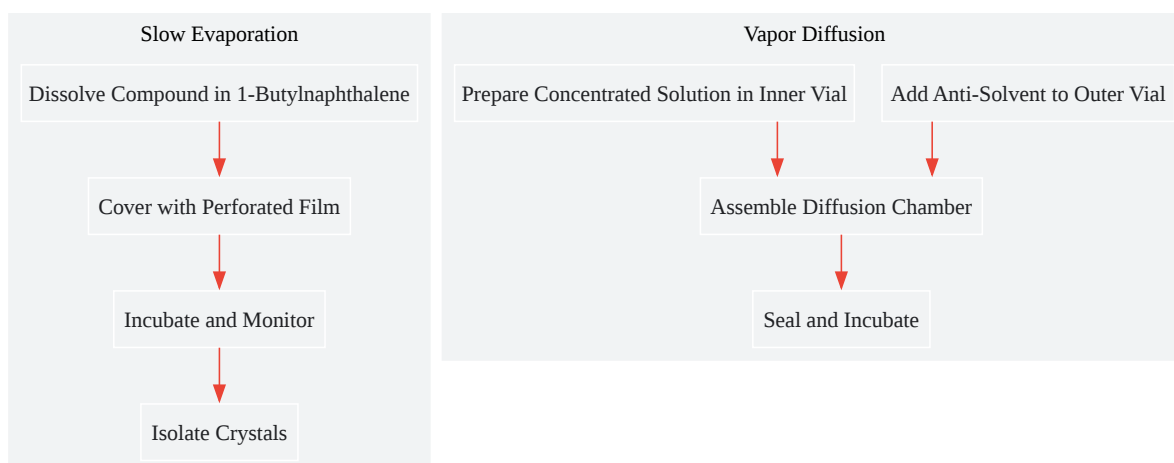 Slow Evaporation
Dissolve Compound in 1-Butylnaphthalene
Cover with Perforated Film
Incubate and Monitor
Isolate Crystals
Vapor Diffusion
Prepare Concentrated Solution in Inner Vial
Add Anti-Solvent to Outer Vial
Assemble Diffusion Chamber
Seal and Incubate